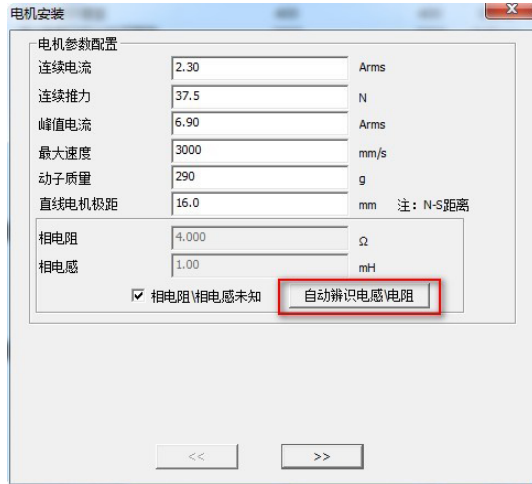 电机安装
电机参数配置
连续电流 2.30 Arms
连续推力 37.5 N
峰值电流 6.90 Arms
最大速度 3000 mm/s
动子质量 290 g
直线电机极距 16.0 mm 注：N-S距离
相电阻 4.000 Ω
相电感 1.00 mH
相电阻\相电感未知 自动辨识电感\电阻
<< >>